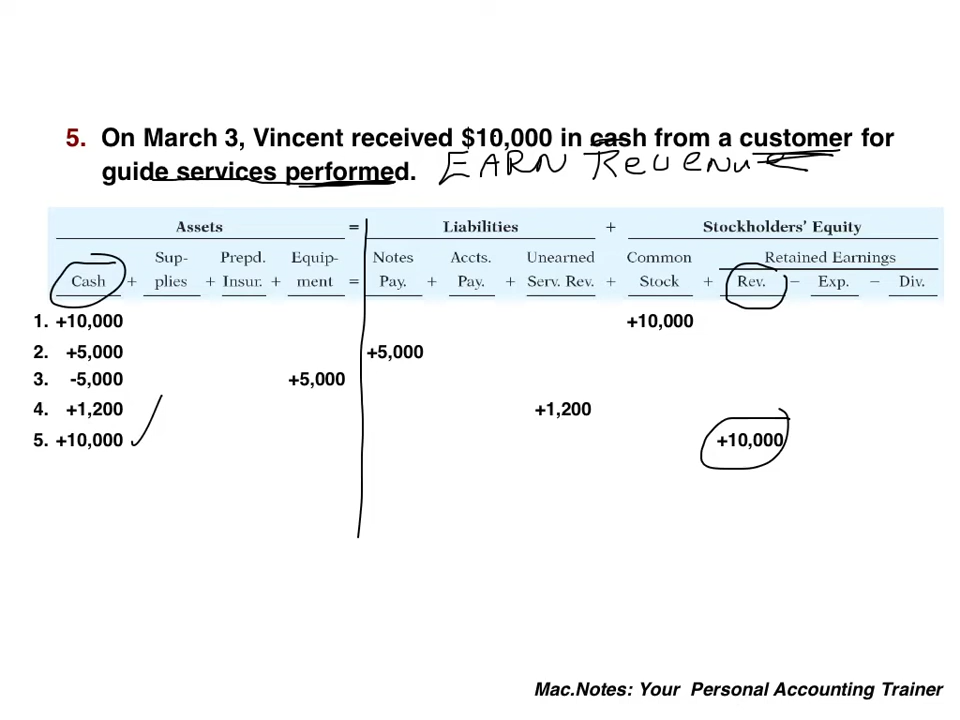 5. On March 3, Vincent received $10,000 in cash from a customer for
guide services performed. EARN REVENUE
Assets = Liabilities + Stockholders' Equity
Sup- Prepd. Equip- Notes Accts. Unearned Common Retained Earnings
Cash + plies + Insur. + ment = Pay. + Pay. + Serv. Rev. + Stock + Rev. − Exp. − Div.
1. +10,000 +10,000
2. +5,000 +5,000
3. -5,000 +5,000
4. +1,200 +1,200
5. +10,000 +10,000
Mac.Notes: Your Personal Accounting Trainer